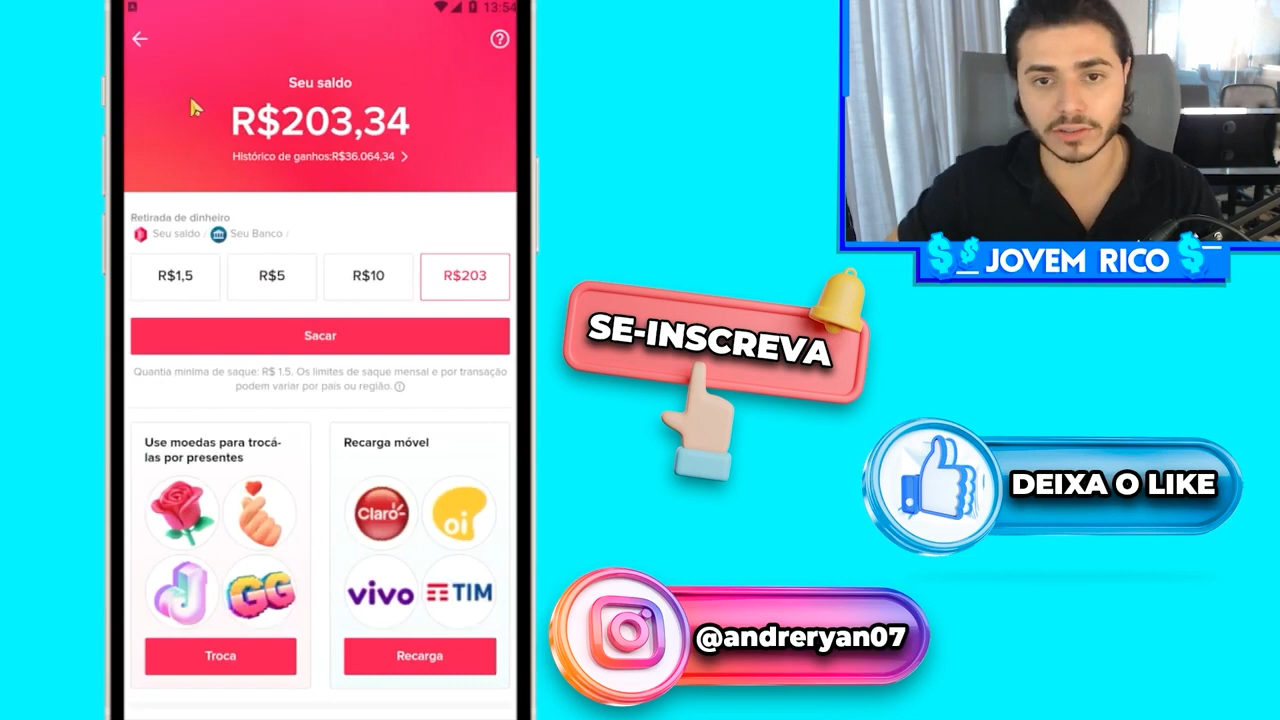 13:54
Seu saldo
R$203,34
Histórico de ganhos:R$36.064,34
Retirada de dinheiro
Seu saldo / Seu Banco /
R$1,5
R$5
R$10
R$203
Sacar
Quantia mínima de saque: R$ 1.5. Os limites de saque mensal e por transação
podem variar por país ou região.
Use moedas para trocá-
las por presentes
GG
Troca
Recarga móvel
Claro
oi
vivo
TIM
Recarga
$ $ _ JOVEM RICO $ _
SE-INSCREVA
DEIXA O LIKE
@andreryan07